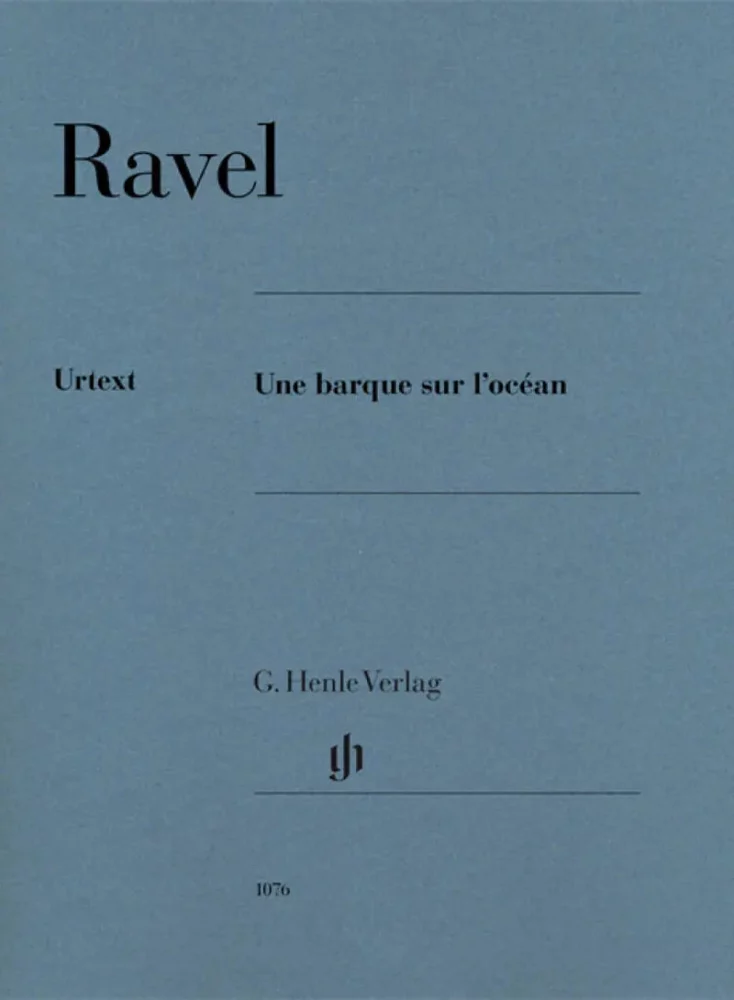 Ravel
Urtext
Une barque sur l’océan
G. Henle Verlag
1076